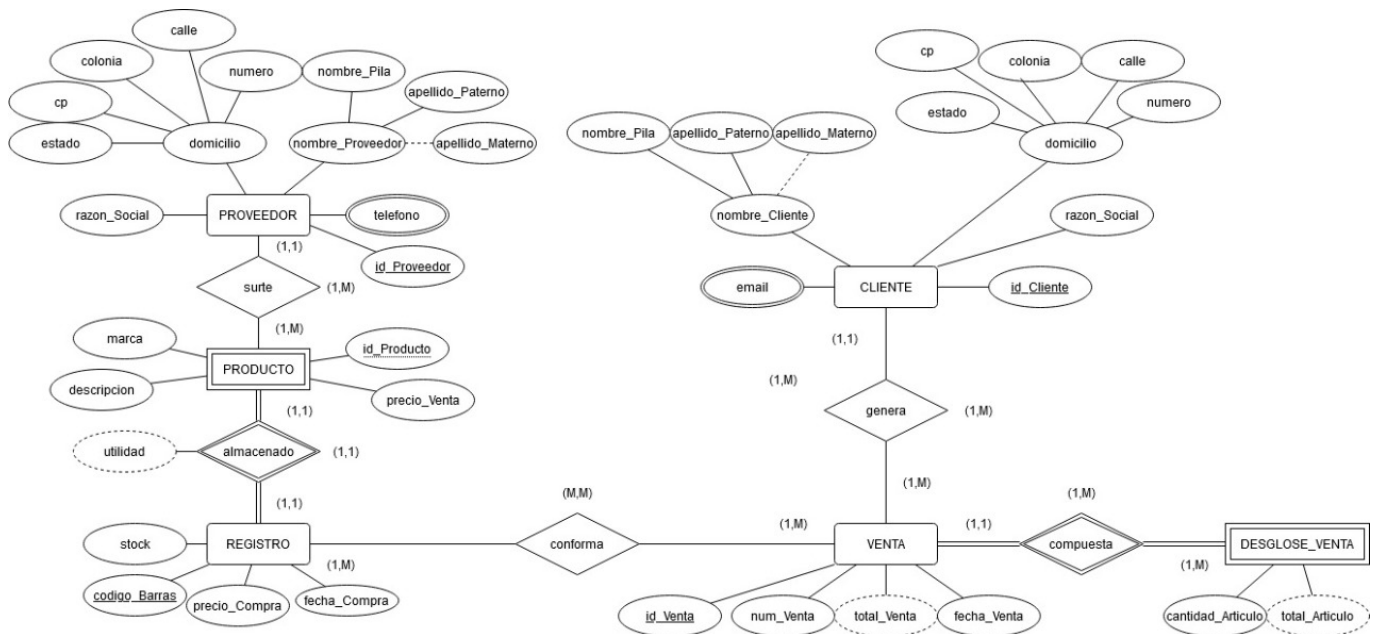 calle
cp
colonia
colonia
calle
numero
nombre_Pila
apellido_Paterno
cp
numero
estado
estado
domicilio
nombre_Proveedor
apellido_Materno
nombre_Pila
apellido_Paterno
apellido_Materno
domicilio
razon_Social
PROVEEDOR
telefono
nombre_Cliente
razon_Social
(1,1)
id_Proveedor
surte
(1,M)
email
CLIENTE
id_Cliente
(1,M)
marca
id_Producto
(1,1)
PRODUCTO
descripcion
precio_Venta
(1,M)
(1,1)
genera
(1,M)
utilidad
almacenado
(1,1)
(1,1)
(M,M)
(1,M)
(1,M)
(1,M)
(1,1)
stock
REGISTRO
conforma
VENTA
compuesta
DESGLOSE_VENTA
(1,M)
(1,M)
codigo_Barras
precio_Compra
fecha_Compra
id_Venta
num_Venta
total_Venta
fecha_Venta
cantidad_Articulo
total_Articulo